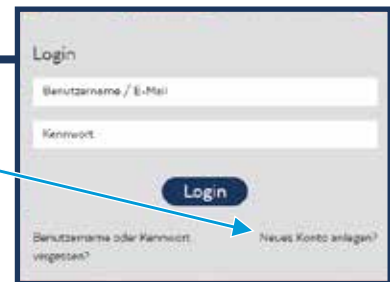 Login
Benutzername / E-Mail
Kennwort
Login
Benutzername oder Kennwort
vergessen?
Neues Konto anlegen?